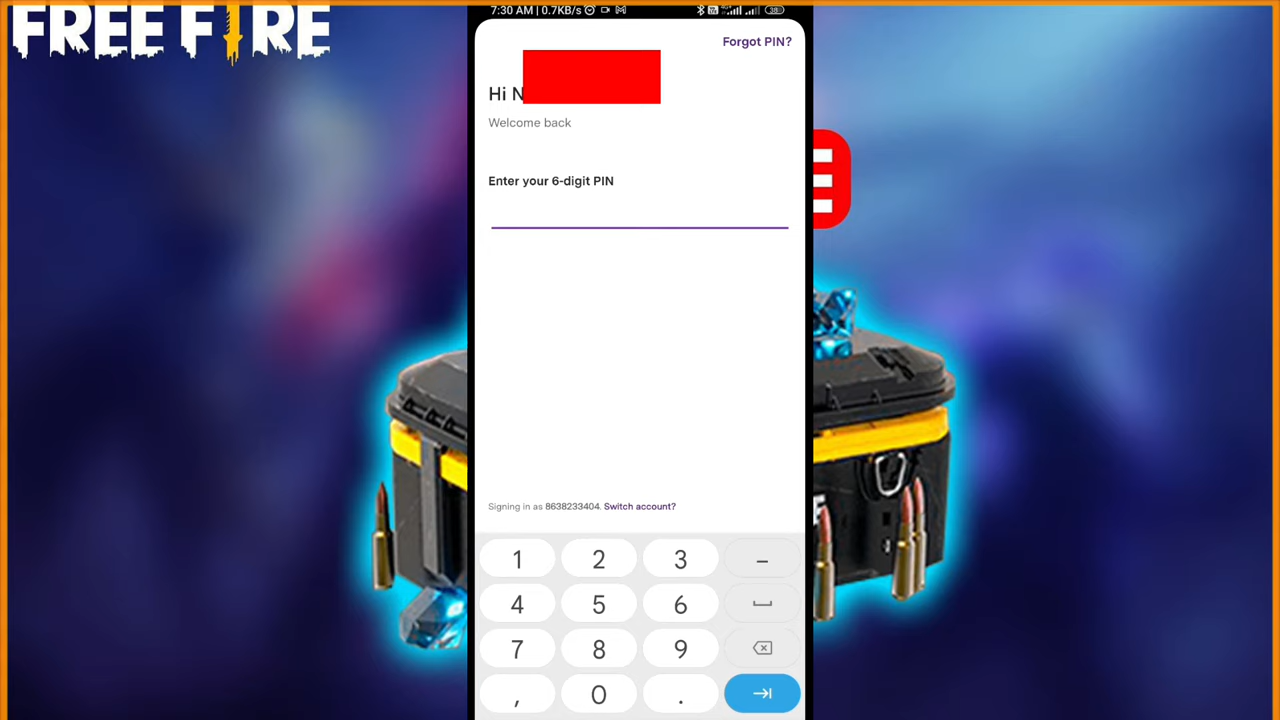 FREE FIRE
7:30 AM | 0.7KB/s
38
Forgot PIN?
Hi N
Welcome back
Enter your 6-digit PIN
Signing in as 8638233404. Switch account?
1 2 3 –
4 5 6
7 8 9
, 0 .